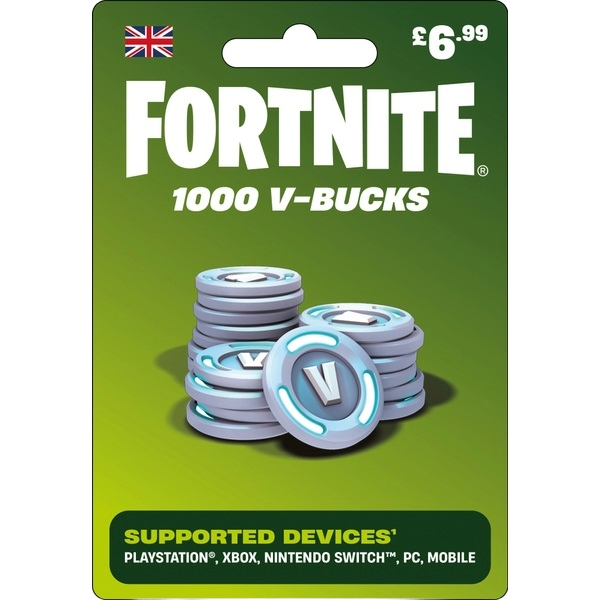 £6.99
FORTNITE®
1000 V-BUCKS
V
V
SUPPORTED DEVICES¹
PLAYSTATION®, XBOX, NINTENDO SWITCH™, PC, MOBILE